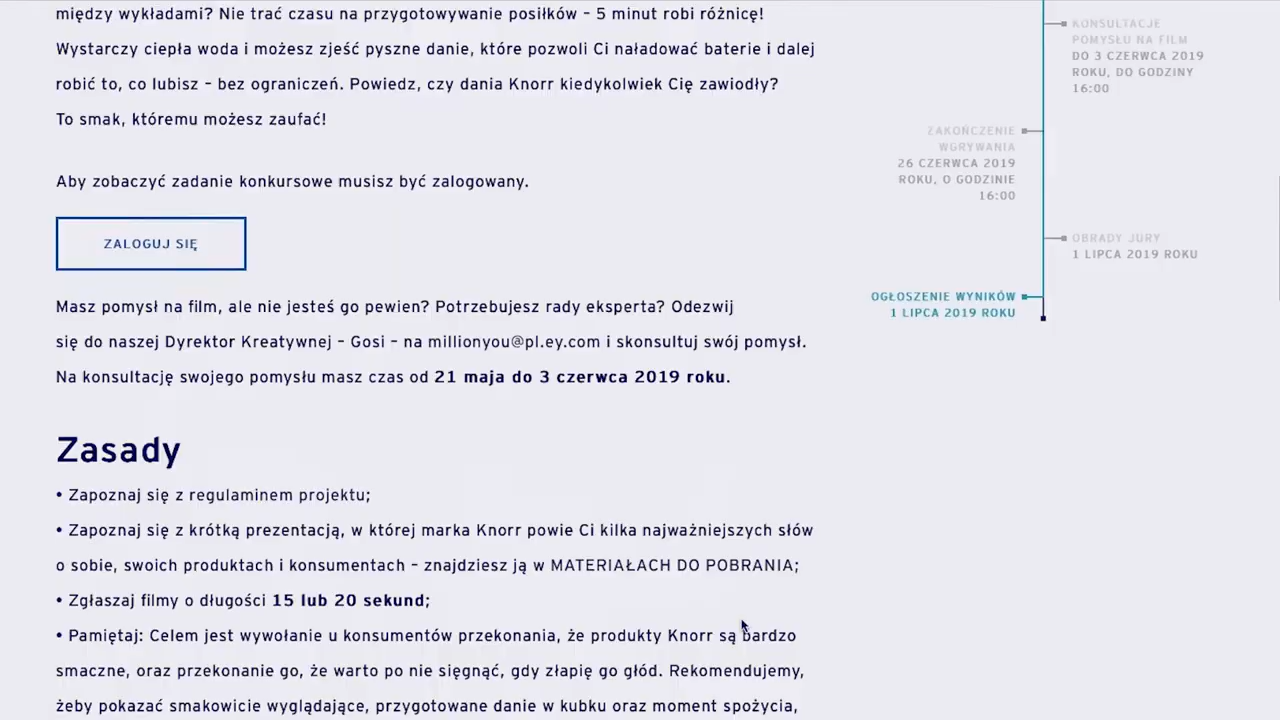 między wykładami? Nie trać czasu na przygotowywanie posiłków – 5 minut robi różnicę!
Wystarczy ciepła woda i możesz zjeść pyszne danie, które pozwoli Ci naładować baterie i dalej
robić to, co lubisz – bez ograniczeń. Powiedz, czy dania Knorr kiedykolwiek Cię zawiodły?
To smak, któremu możesz zaufać!
Aby zobaczyć zadanie konkursowe musisz być zalogowany.
ZALOGUJ SIĘ
Masz pomysł na film, ale nie jesteś go pewien? Potrzebujesz rady eksperta? Odezwij
się do naszej Dyrektor Kreatywnej – Gosi – na millionyou@pl.ey.com i skonsultuj swój pomysł.
Na konsultację swojego pomysłu masz czas od 21 maja do 3 czerwca 2019 roku.
Zasady
• Zapoznaj się z regulaminem projektu;
• Zapoznaj się z krótką prezentacją, w której marka Knorr powie Ci kilka najważniejszych słów
o sobie, swoich produktach i konsumentach – znajdziesz ją w MATERIAŁACH DO POBRANIA;
• Zgłaszaj filmy o długości 15 lub 20 sekund;
• Pamiętaj: Celem jest wywołanie u konsumentów przekonania, że produkty Knorr są bardzo
smaczne, oraz przekonanie go, że warto po nie sięgnąć, gdy złapię go głód. Rekomendujemy,
żeby pokazać smakowicie wyglądające, przygotowane danie w kubku oraz moment spożycia,
KONSULTACJE
POMYSŁU NA FILM
DO 3 CZERWCA 2019
ROKU, DO GODZINY
16:00
ZAKOŃCZENIE
WGRYWANIA
26 CZERWCA 2019
ROKU, O GODZINIE
16:00
OBRADY JURY
1 LIPCA 2019 ROKU
OGŁOSZENIE WYNIKÓW
1 LIPCA 2019 ROKU